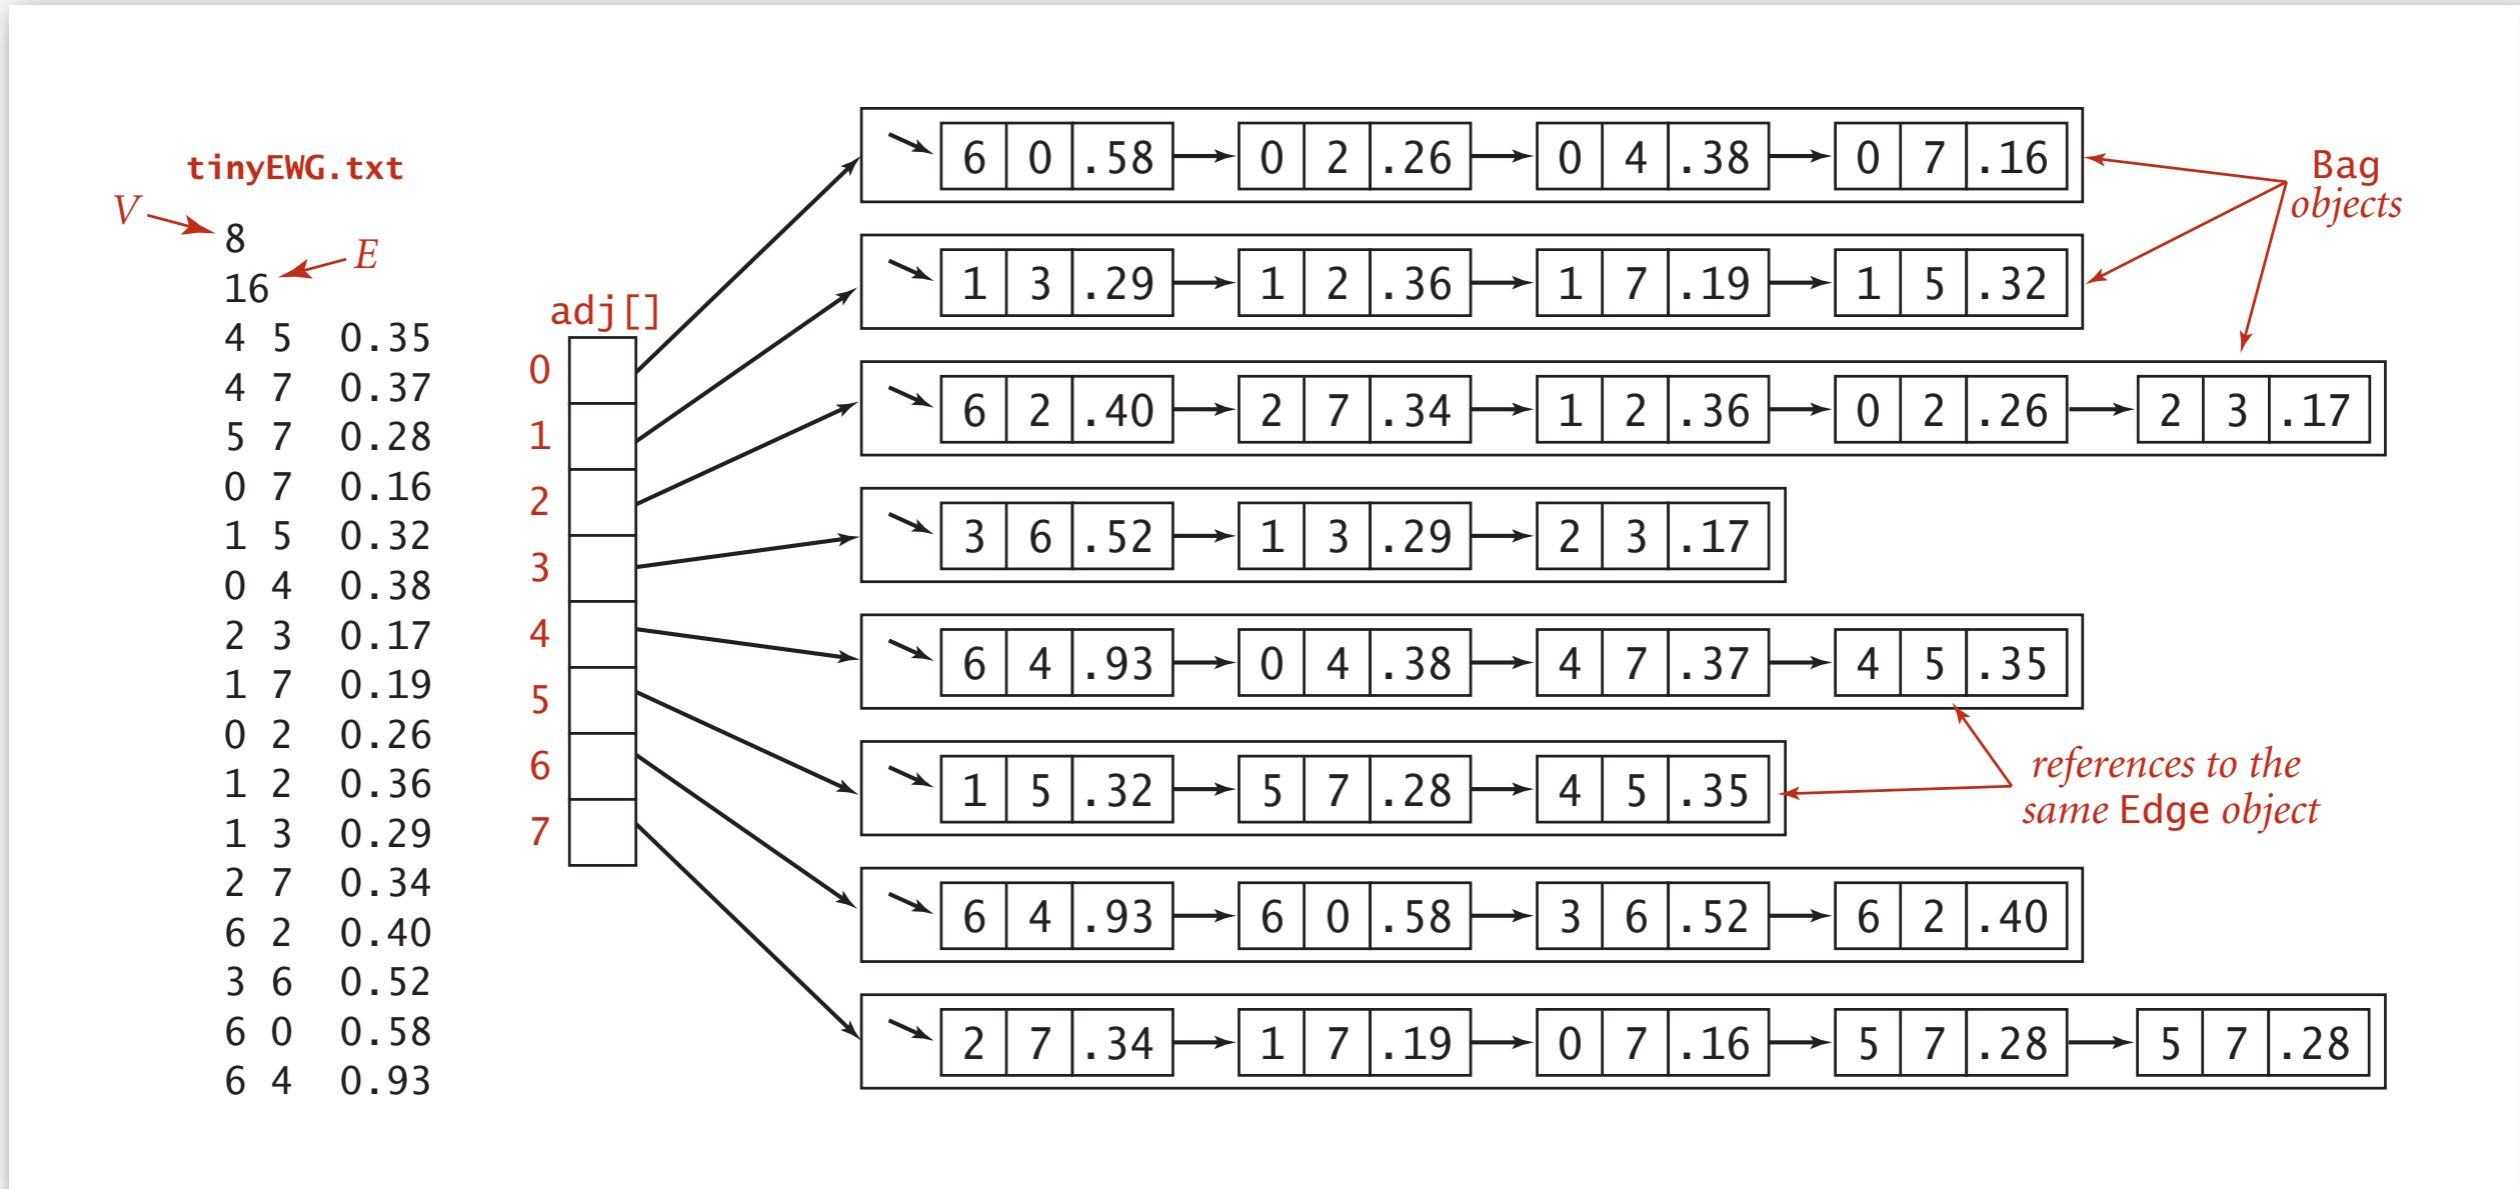 tinyEWG.txt
V
8
E
16
4 5 0.35
4 7 0.37
5 7 0.28
0 7 0.16
1 5 0.32
0 4 0.38
2 3 0.17
1 7 0.19
0 2 0.26
1 2 0.36
1 3 0.29
2 7 0.34
6 2 0.40
3 6 0.52
6 0 0.58
6 4 0.93
adj[]
0
1
2
3
4
5
6
7
6 0 .58 0 2 .26 0 4 .38 0 7 .16
1 3 .29 1 2 .36 1 7 .19 1 5 .32
6 2 .40 2 7 .34 1 2 .36 0 2 .26 2 3 .17
3 6 .52 1 3 .29 2 3 .17
6 4 .93 0 4 .38 4 7 .37 4 5 .35
1 5 .32 5 7 .28 4 5 .35
6 4 .93 6 0 .58 3 6 .52 6 2 .40
2 7 .34 1 7 .19 0 7 .16 5 7 .28 5 7 .28
Bag
objects
references to the
same Edge object